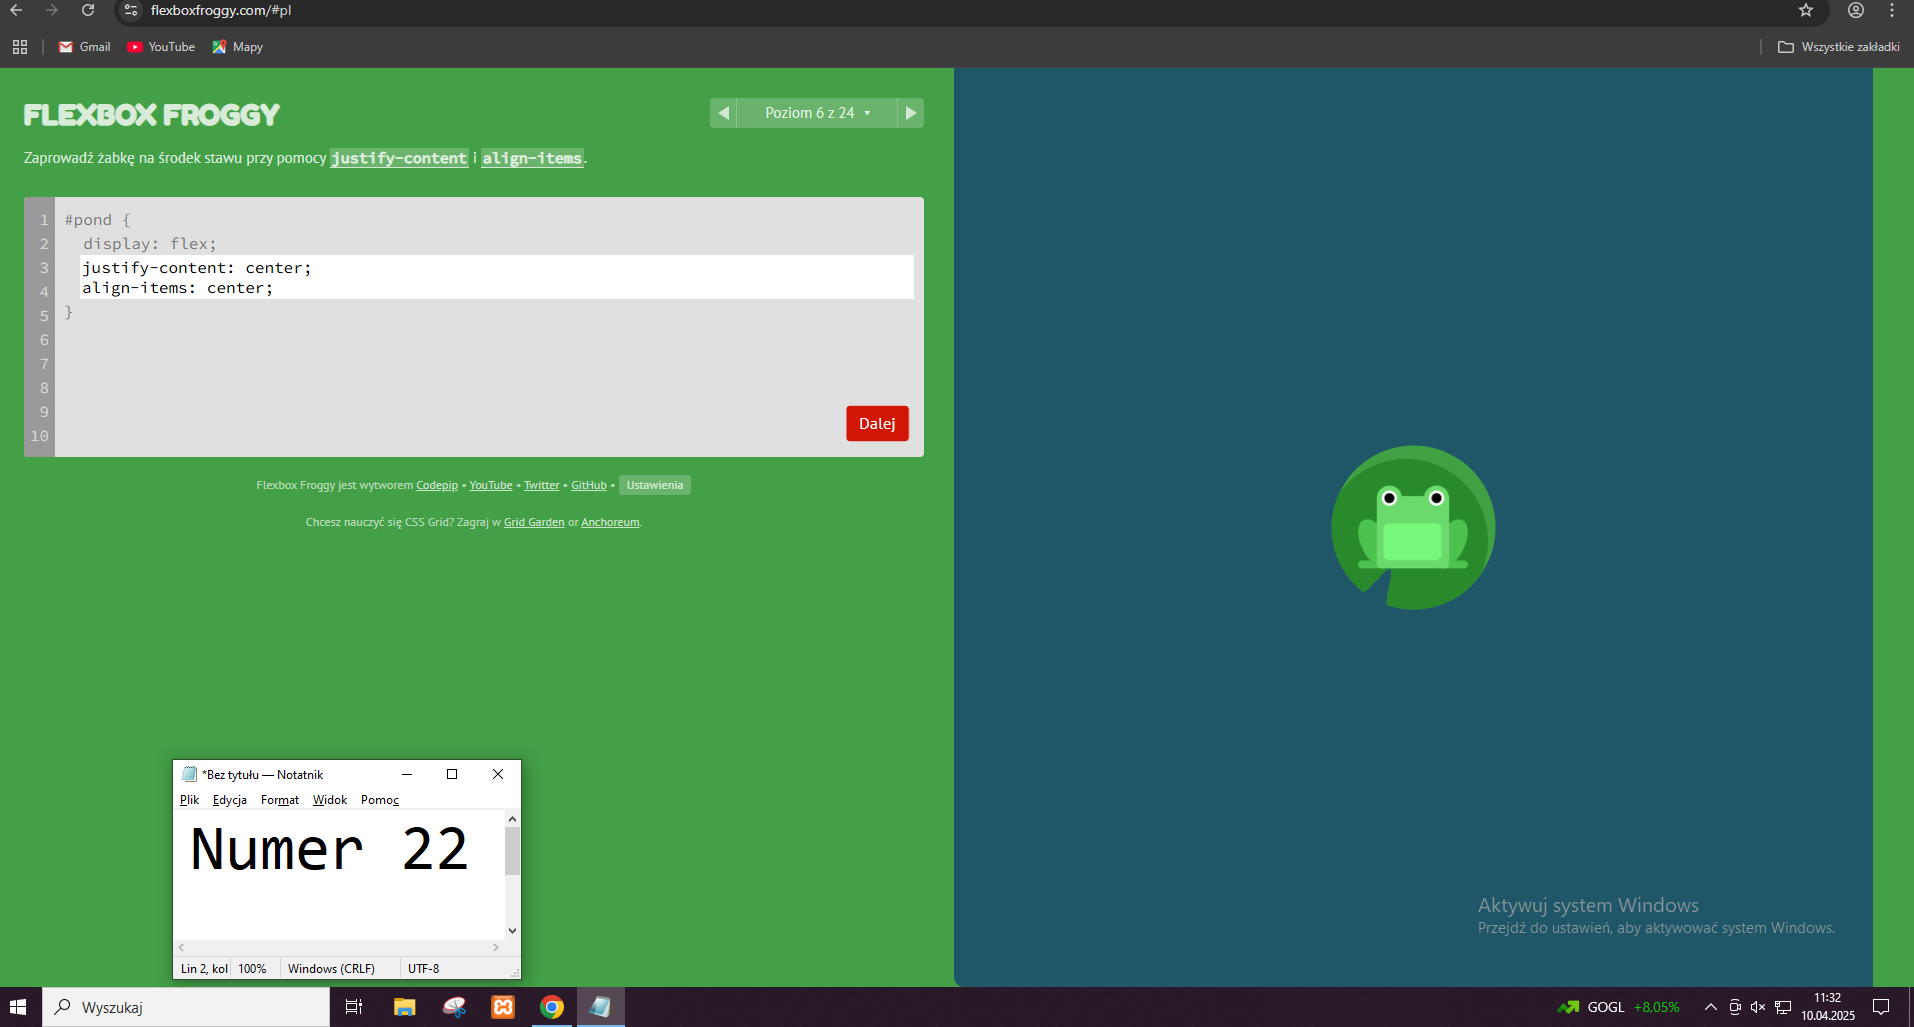 flexboxfroggy.com/#pl
Gmail YouTube Mapy Wszystkie zakładki
FLEXBOX FROGGY
Poziom 6 z 24
Zaprowadź żabkę na środek stawu przy pomocy justify-content i align-items.
1 #pond {
2 display: flex;
3 justify-content: center;
4 align-items: center;
5 }
6
7
8
9
10
Dalej
Flexbox Froggy jest wytworem Codepip • YouTube • Twitter • GitHub • Ustawienia
Chcesz nauczyć się CSS Grid? Zagraj w Grid Garden or Anchoreum.
*Bez tytułu — Notatnik
Plik Edycja Format Widok Pomoc
Numer 22
Lin 2, kol 100% Windows (CRLF) UTF-8
Aktywuj system Windows
Przejdź do ustawień, aby aktywować system Windows.
Wyszukaj
GOGL +8,05%
11:32
10.04.2025